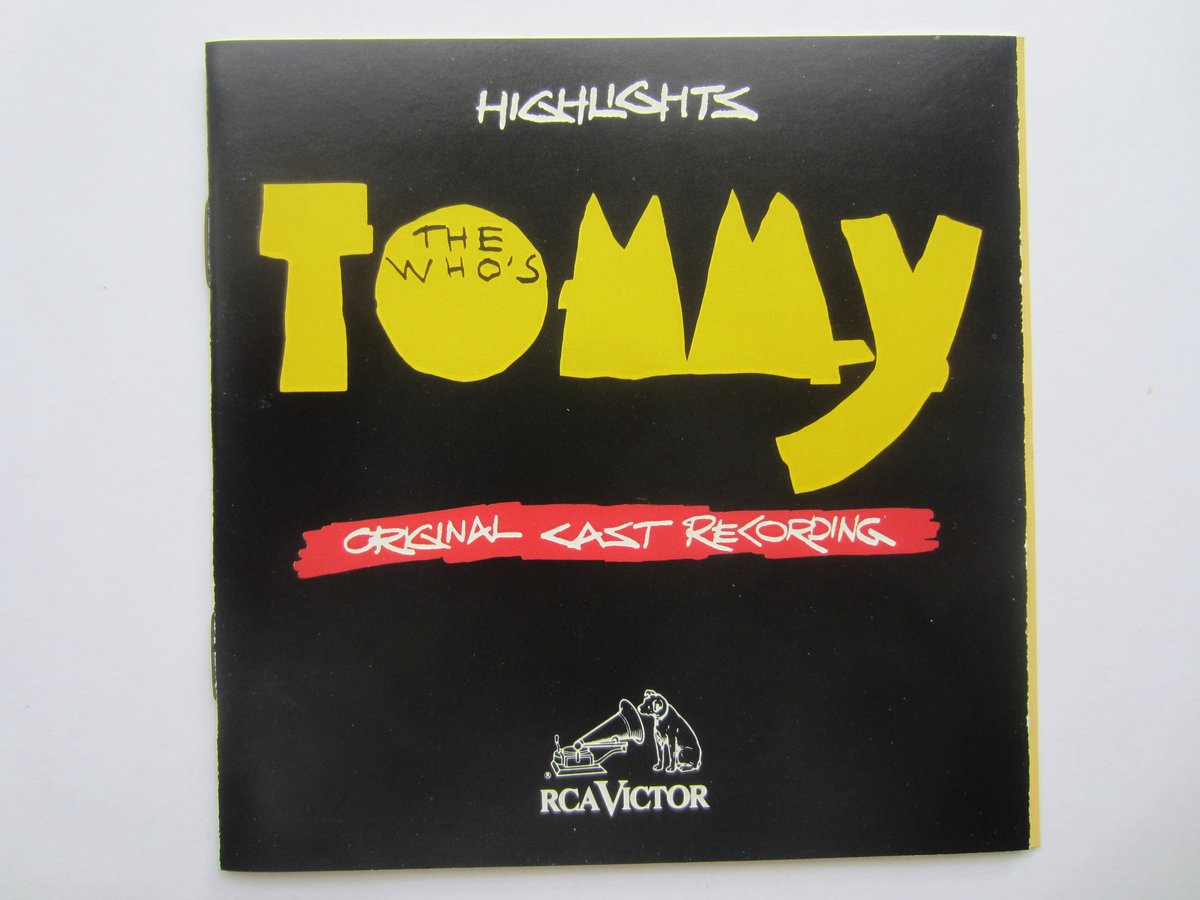 HIGHLIGHTS
THE
WHO'S
TOMMY
ORIGINAL CAST RECORDING
®
RCA VICTOR